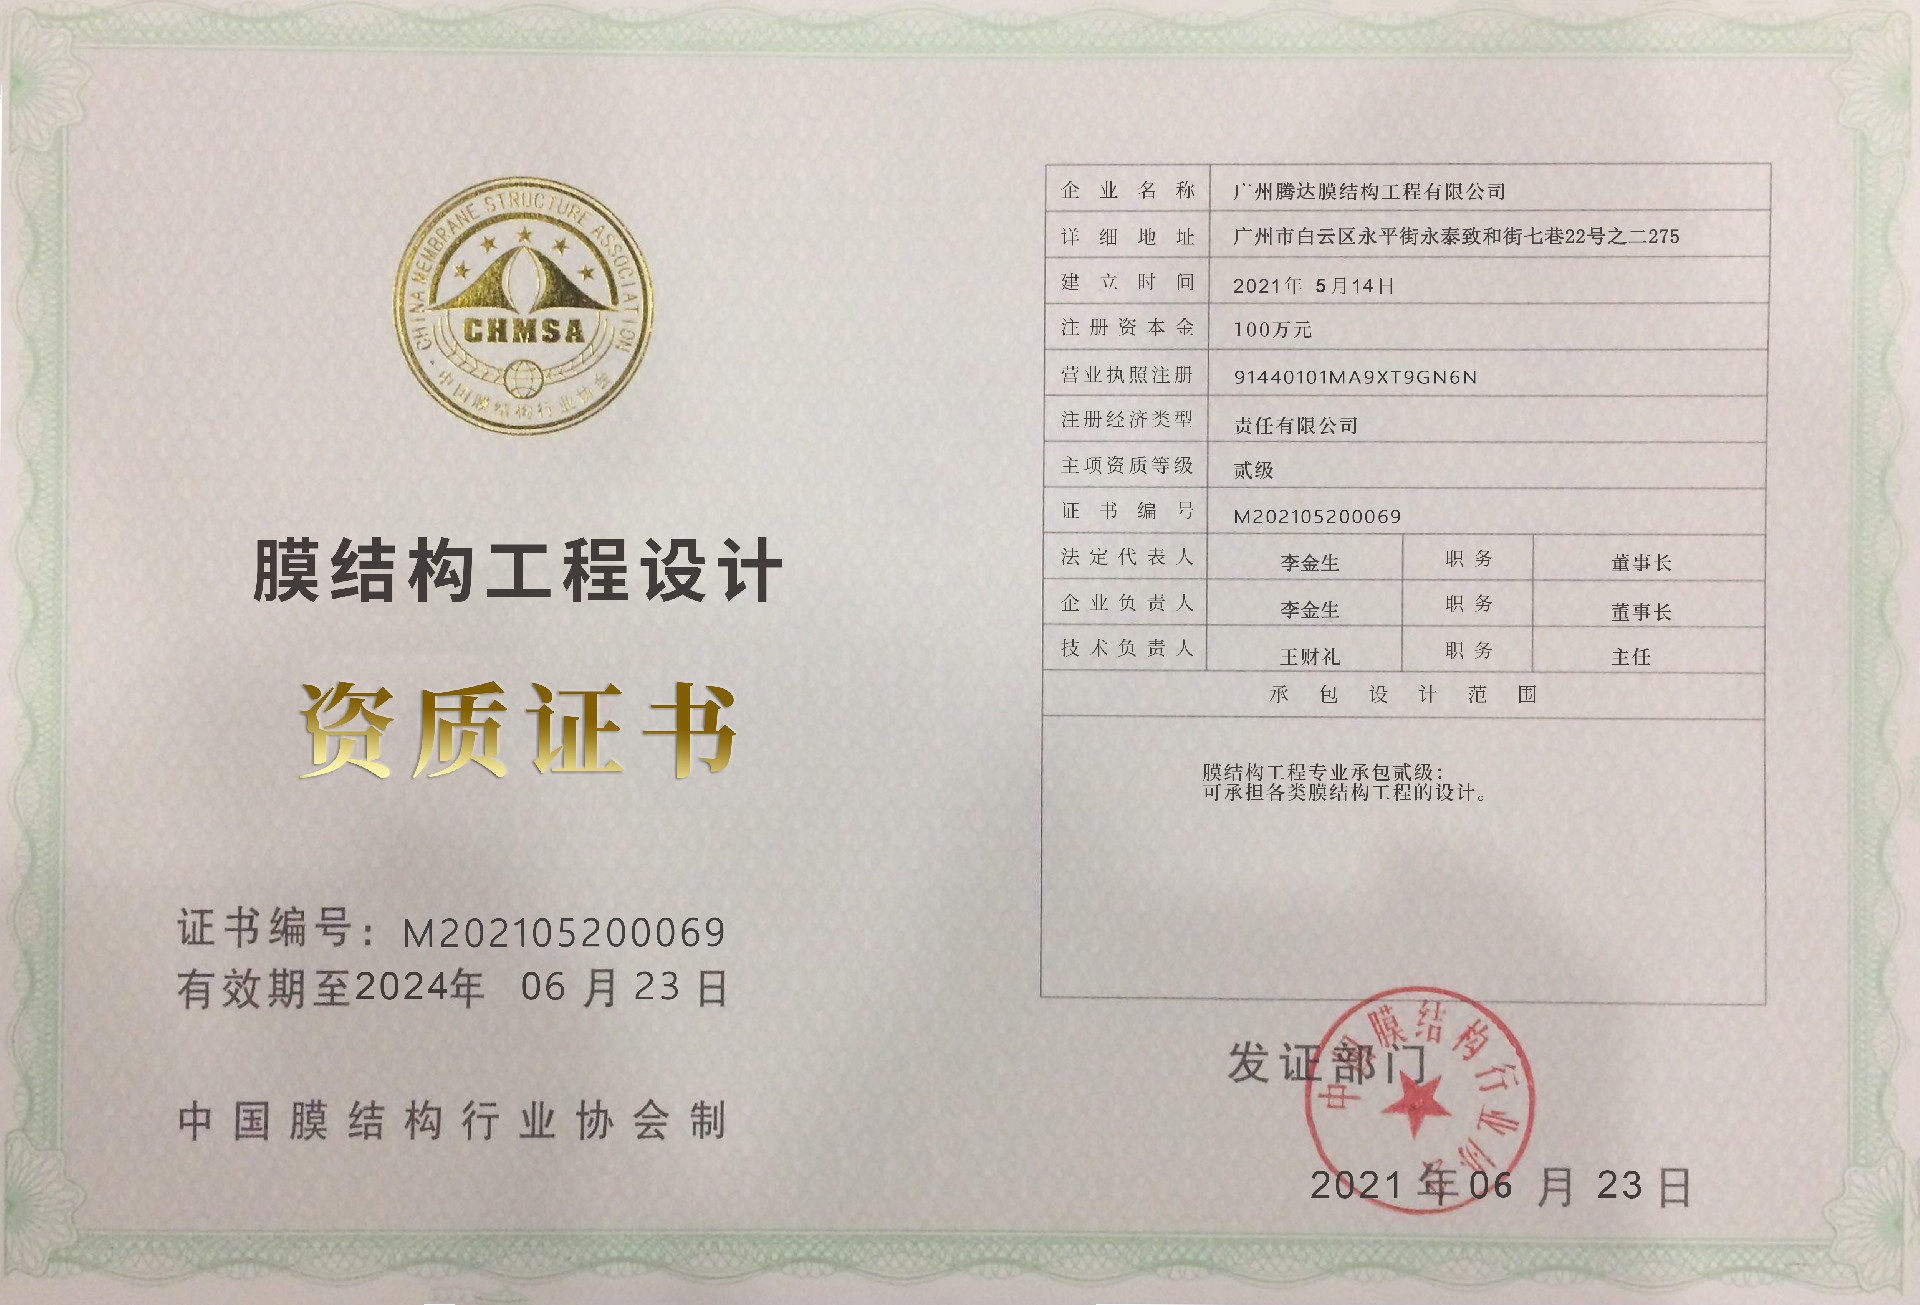 CHINA MEMBRANE STRUCTURE ASSOCIATION
CHMSA
中国膜结构行业协会
膜结构工程设计
资质证书
证书编号：M202105200069
有效期至2024年 06 月 23 日
中国膜结构行业协会制
企业名称 广州腾达膜结构工程有限公司
详细地址 广州市白云区永平街永泰致和街七巷22号之二275
建立时间 2021年 5月14日
注册资本金 100万元
营业执照注册 91440101MA9XT9GN6N
注册经济类型 责任有限公司
主项资质等级 贰级
证书编号 M202105200069
法定代表人 李金生 职务 董事长
企业负责人 李金生 职务 董事长
技术负责人 王财礼 职务 主任
承包设计范围
膜结构工程专业承包贰级：
可承担各类膜结构工程的设计。
发证部门
中国膜结构行业协会
2021 年 06 月 23 日